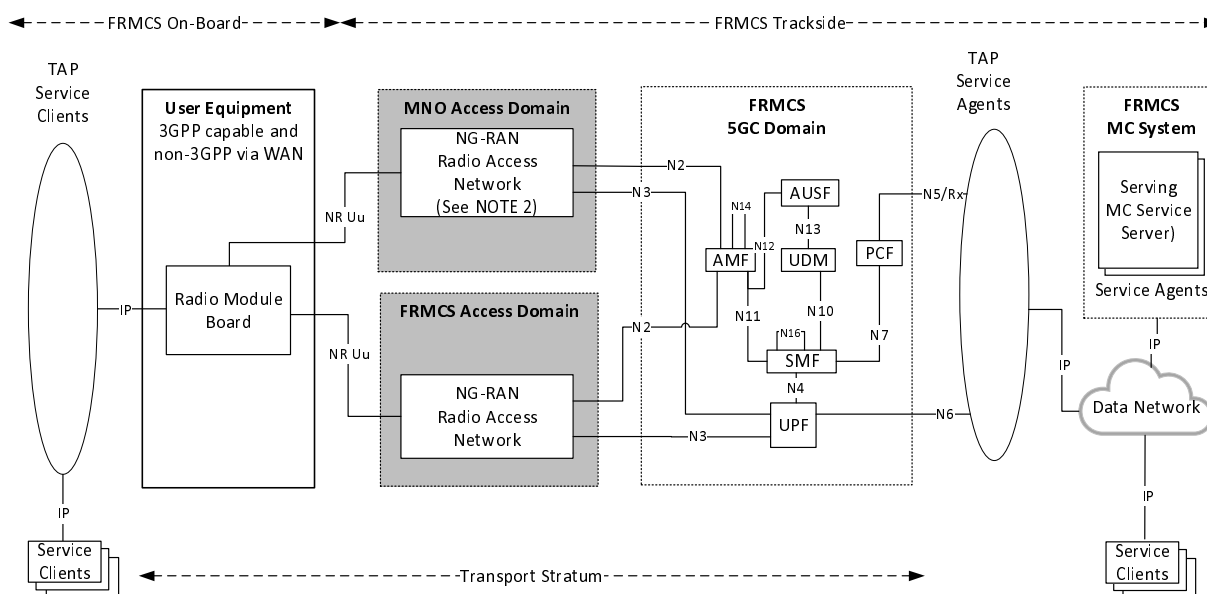 FRMCS On-Board
FRMCS Trackside
TAP
Service
Clients
User Equipment
3GPP capable and
non-3GPP via WAN
MNO Access Domain
NG-RAN
Radio Access
Network
(See NOTE 2)
FRMCS
5GC Domain
TAP
Service
Agents
FRMCS
MC System
Serving
MC Service
Server)
Service Agents
N2
N3
N14
N12
AUSF
N13
N5/Rx
AMF
UDM
PCF
NR Uu
Radio Module
Board
IP
NR Uu
FRMCS Access Domain
NG-RAN
Radio Access
Network
N2
N3
N11
N10
N16
N7
SMF
N4
UPF
N6
IP
IP
Data Network
IP
IP
Service
Clients
Transport Stratum
Service
Clients